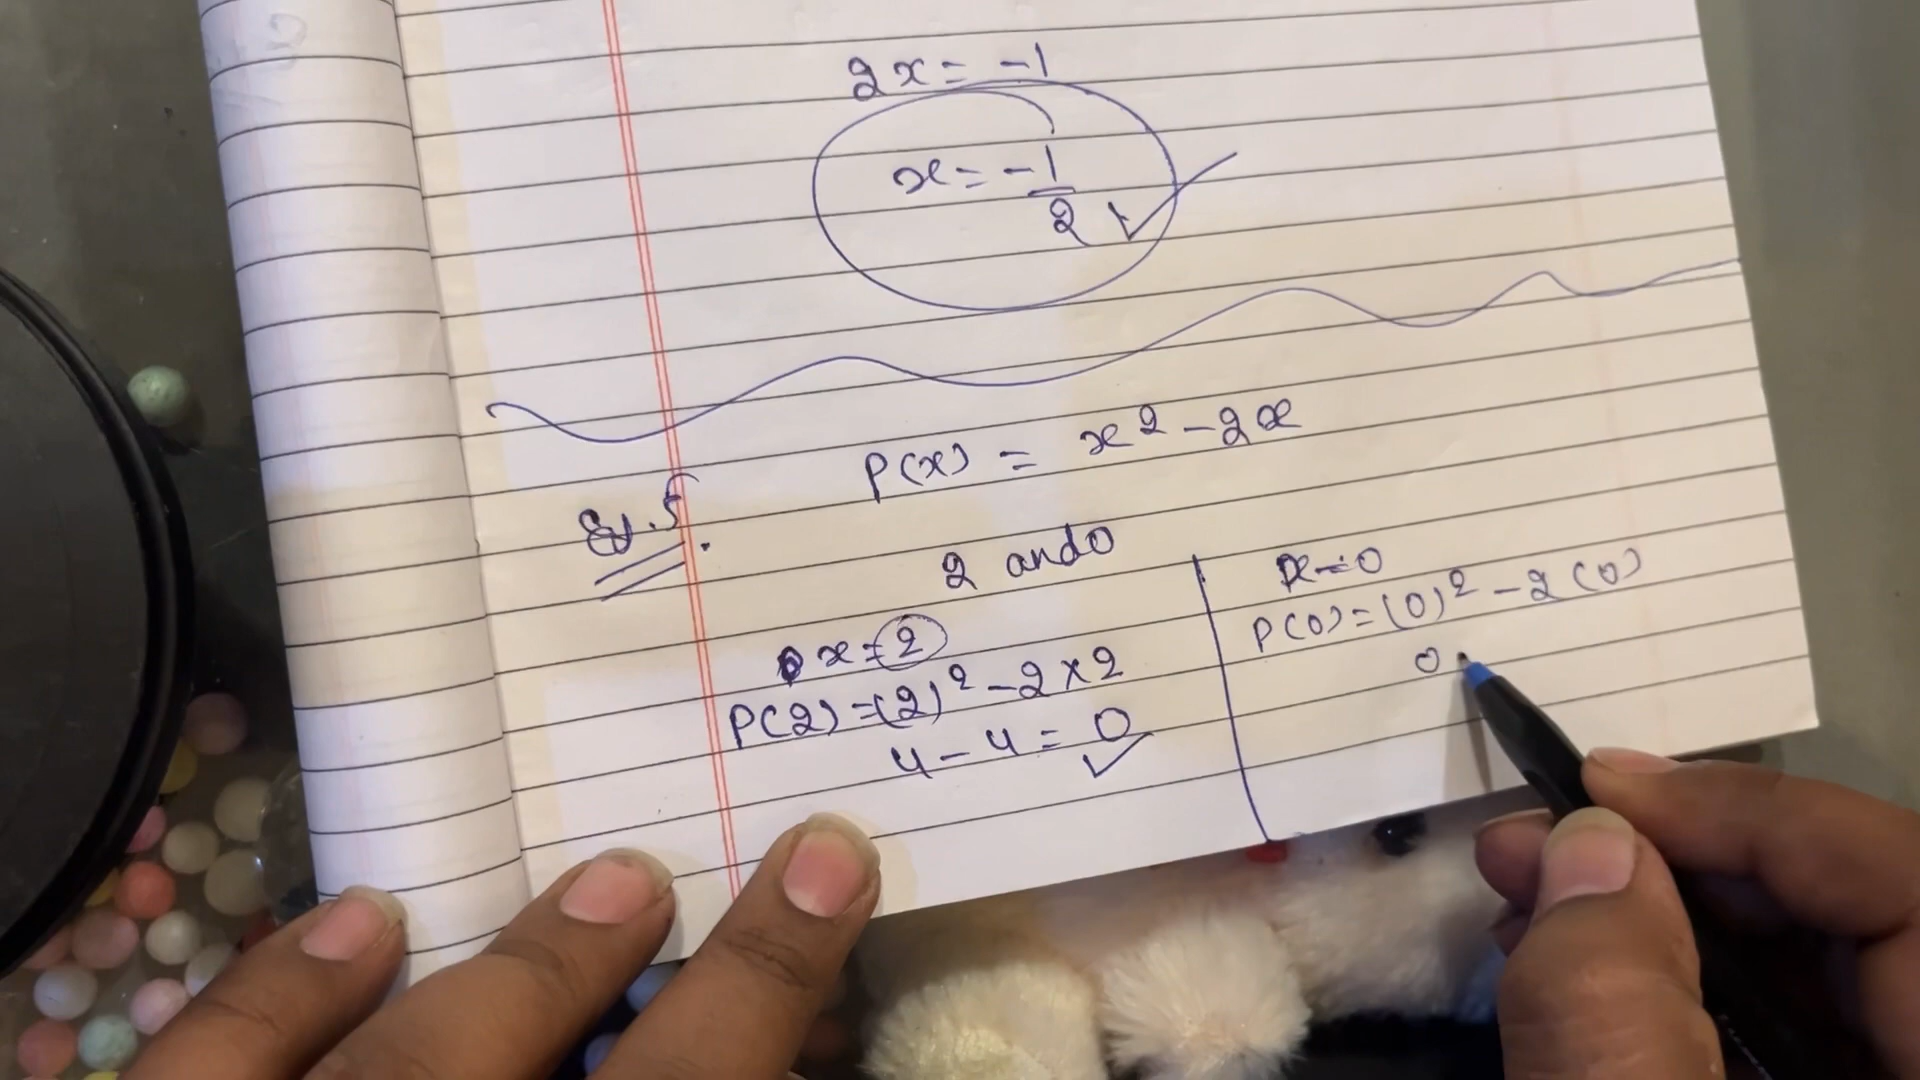 2x = -1
x = -1/2 ✓
P(x) = x² - 2x
2 and 0
x = 2
P(2) = (2)² - 2 × 2
4 - 4 = 0 ✓
x = 0
P(0) = (0)² - 2(0)
0